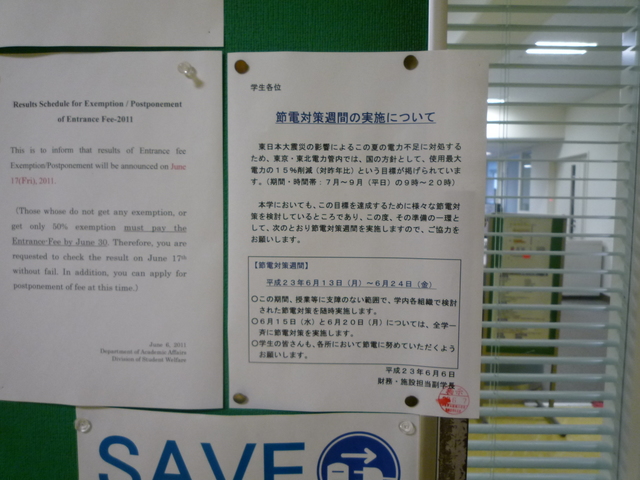 Results Schedule for Exemption / Postponement
of Entrance Fee-2011
This is to inform that results of Entrance fee
Exemption/Postponement will be announced on June
17(Fri), 2011.
(Those whose do not get any exemption, or
get only 50% exemption must pay the
Entrance-Fee by June 30. Therefore, you are
requested to check the result on June 17th
without fail. In addition, you can apply for
postponement of fee at this time.)
June 6, 2011
Department of Academic Affairs
Division of Student Welfare
学生各位
節電対策週間の実施について
東日本大震災の影響によるこの夏の電力不足に対処する
ため、東京・東北電力管内では、国の方針として、使用最大
電力の15%削減(対昨年比)という目標が掲げられていま
す。(期間・時間帯:7月~9月(平日)の9時~20時)
本学においても、この目標を達成するために様々な節電対
策を検討しているところであり、この度、その準備の一環と
して、次のとおり節電対策週間を実施しますので、ご協力を
お願いします。
【節電対策週間】
平成23年6月13日(月)~6月24日(金)
○この期間、授業等に支障のない範囲で、学内各組織で検討
された節電対策を随時実施します。
○6月15日(水)と6月20日(月)については、全学一
斉に節電対策を実施します。
○学生の皆さんも、各所において節電に努めていただくよう
お願いします。
平成23年6月6日
財務・施設担当副学長
SAVE